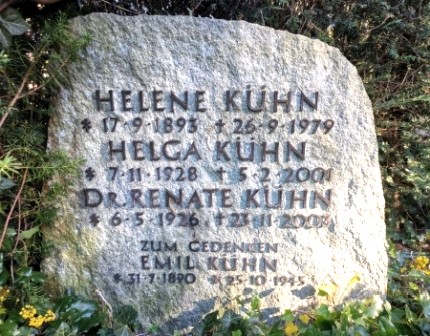 HELENE KÜHN
* 17·9·1893 † 26·9·1979
HELGA KÜHN
* 7·11·1928 † 5·2·2001
Dr. RENATE KÜHN
* 6·5·1926 † 23·11·2004
ZUM GEDENKEN
EMIL KÜHN
* 31·7·1890 † 25·10·1945